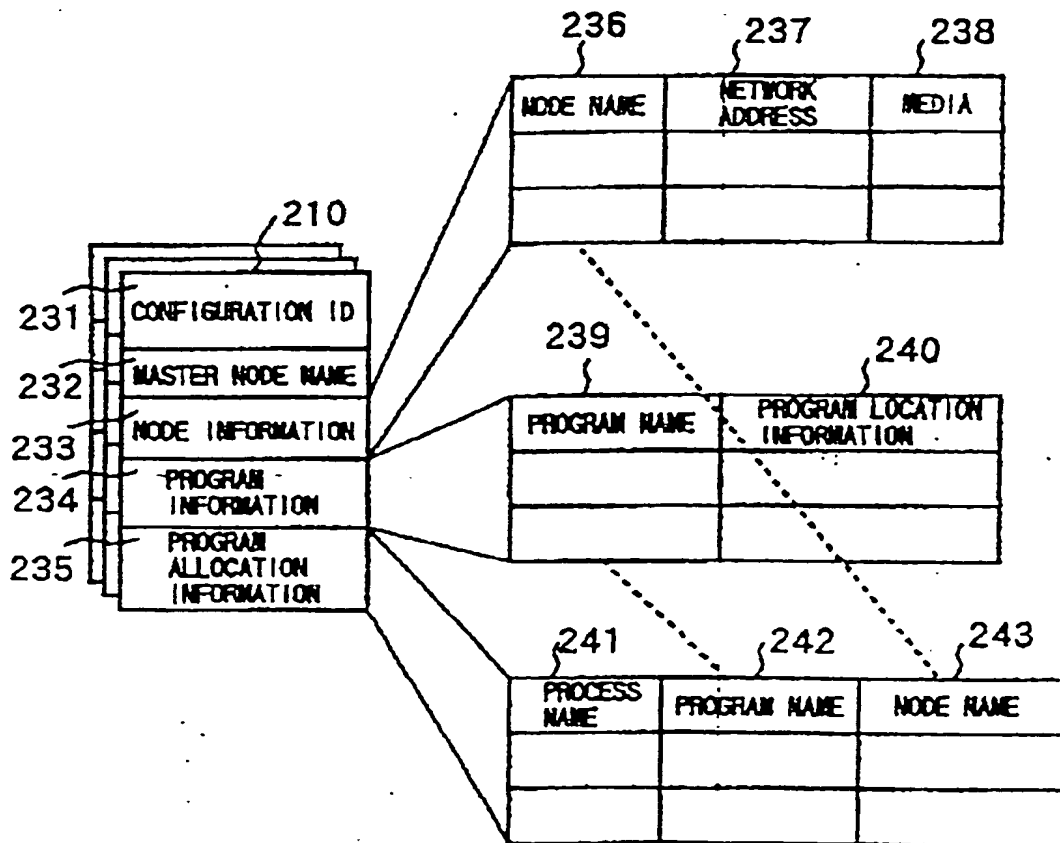 236
237
238
NODE NAME
NETWORK
ADDRESS
MEDIA
210
231
CONFIGURATION ID
232
MASTER NODE NAME
233
NODE INFORMATION
234
PROGRAM
INFORMATION
235
PROGRAM
ALLOCATION
INFORMATION
239
240
PROGRAM NAME
PROGRAM LOCATION
INFORMATION
241
242
243
PROCESS
NAME
PROGRAM NAME
NODE NAME